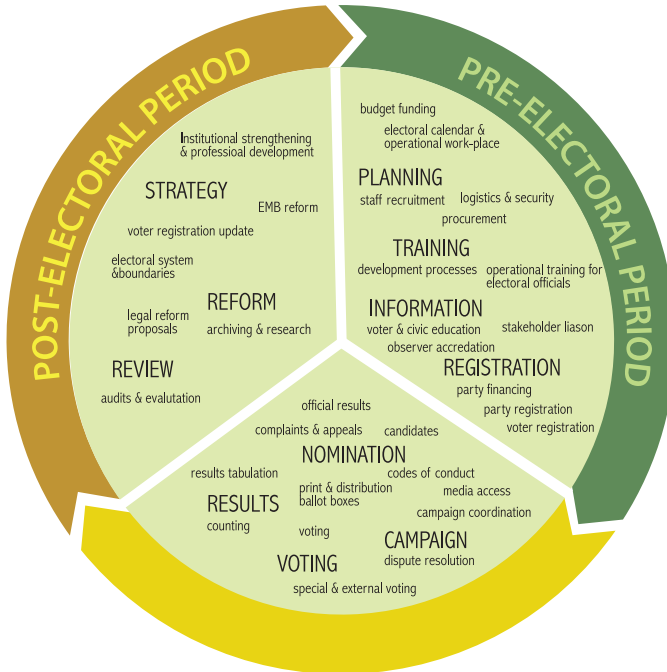 POST-ELECTORAL PERIOD
PRE-ELECTORAL PERIOD
Institutional strengthening
& professioal development
STRATEGY
EMB reform
voter registration update
electoral system
&boundaries
REFORM
legal reform
proposals
archiving & research
REVIEW
audits & evalutation
budget funding
electoral calendar &
operational work-place
PLANNING
staff recruitment
logistics & security
procurement
TRAINING
development processes
operational training for
electoral officials
INFORMATION
voter & civic education
stakeholder liason
observer accredation
REGISTRATION
party financing
party registration
voter registration
official results
complaints & appeals
candidates
NOMINATION
results tabulation
codes of conduct
print & distribution
ballot boxes
media access
RESULTS
counting
campaign coordination
voting
CAMPAIGN
dispute resolution
VOTING
special & external voting